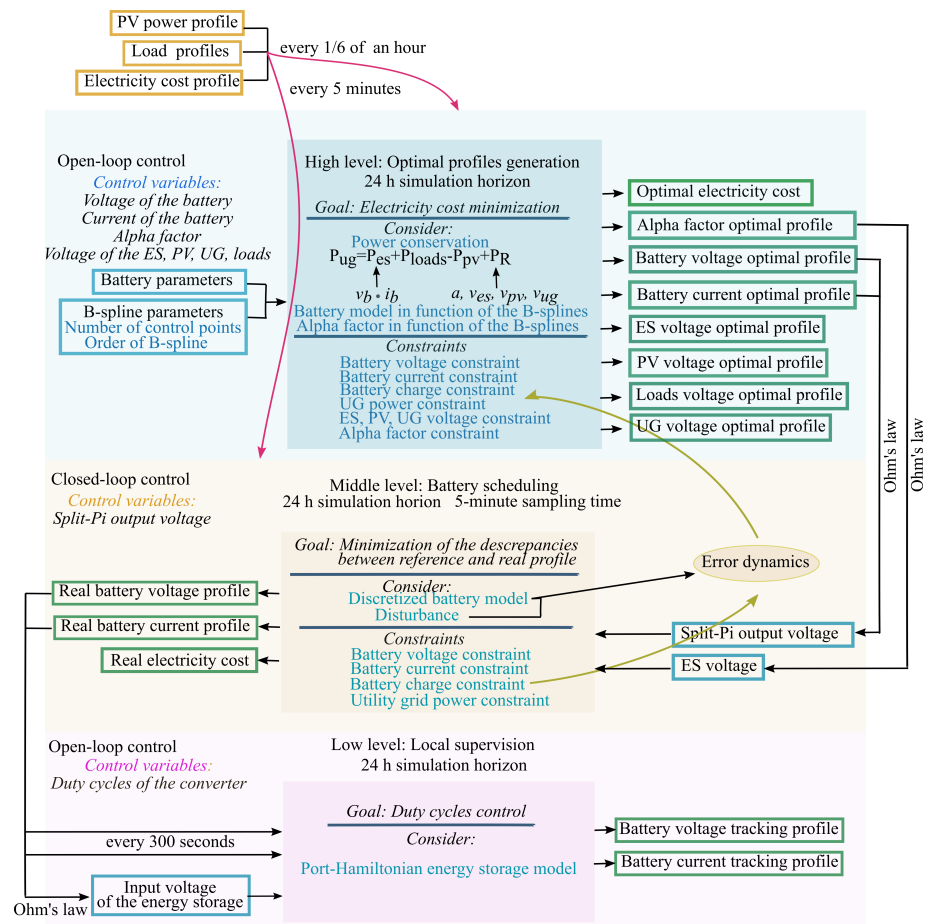 PV power profile
Load profiles
Electricity cost profile
every 1/6 of an hour
every 5 minutes
Open-loop control
Control variables:
Voltage of the battery
Current of the battery
Alpha factor
Voltage of the ES, PV, UG, loads
Battery parameters
B-spline parameters
Number of control points
Order of B-spline
High level: Optimal profiles generation
24 h simulation horizon
Goal: Electricity cost minimization
Consider:
Power conservation
Pug=Pes+Ploads-Ppv+PR
vb • ib
a, ves, vpv, vug
Battery model in function of the B-splines
Alpha factor in function of the B-splines
Constraints
Battery voltage constraint
Battery current constraint
Battery charge constraint
UG power constraint
ES, PV, UG voltage constraint
Alpha factor constraint
Optimal electricity cost
Alpha factor optimal profile
Battery voltage optimal profile
Battery current optimal profile
ES voltage optimal profile
PV voltage optimal profile
Loads voltage optimal profile
UG voltage optimal profile
Ohm's law
Ohm's law
Closed-loop control
Control variables:
Split-Pi output voltage
Middle level: Battery scheduling
24 h simulation horion 5-minute sampling time
Goal: Minimization of the descrepancies
between reference and real profile
Consider:
Discretized battery model
Disturbance
Constraints
Battery voltage constraint
Battery current constraint
Battery charge constraint
Utility grid power constraint
Error dynamics
Split-Pi output voltage
ES voltage
Real battery voltage profile
Real battery current profile
Real electricity cost
Open-loop control
Control variables:
Duty cycles of the converter
Low level: Local supervision
24 h simulation horizon
Goal: Duty cycles control
Consider:
Port-Hamiltonian energy storage model
every 300 seconds
Input voltage
of the energy storage
Ohm's law
Battery voltage tracking profile
Battery current tracking profile